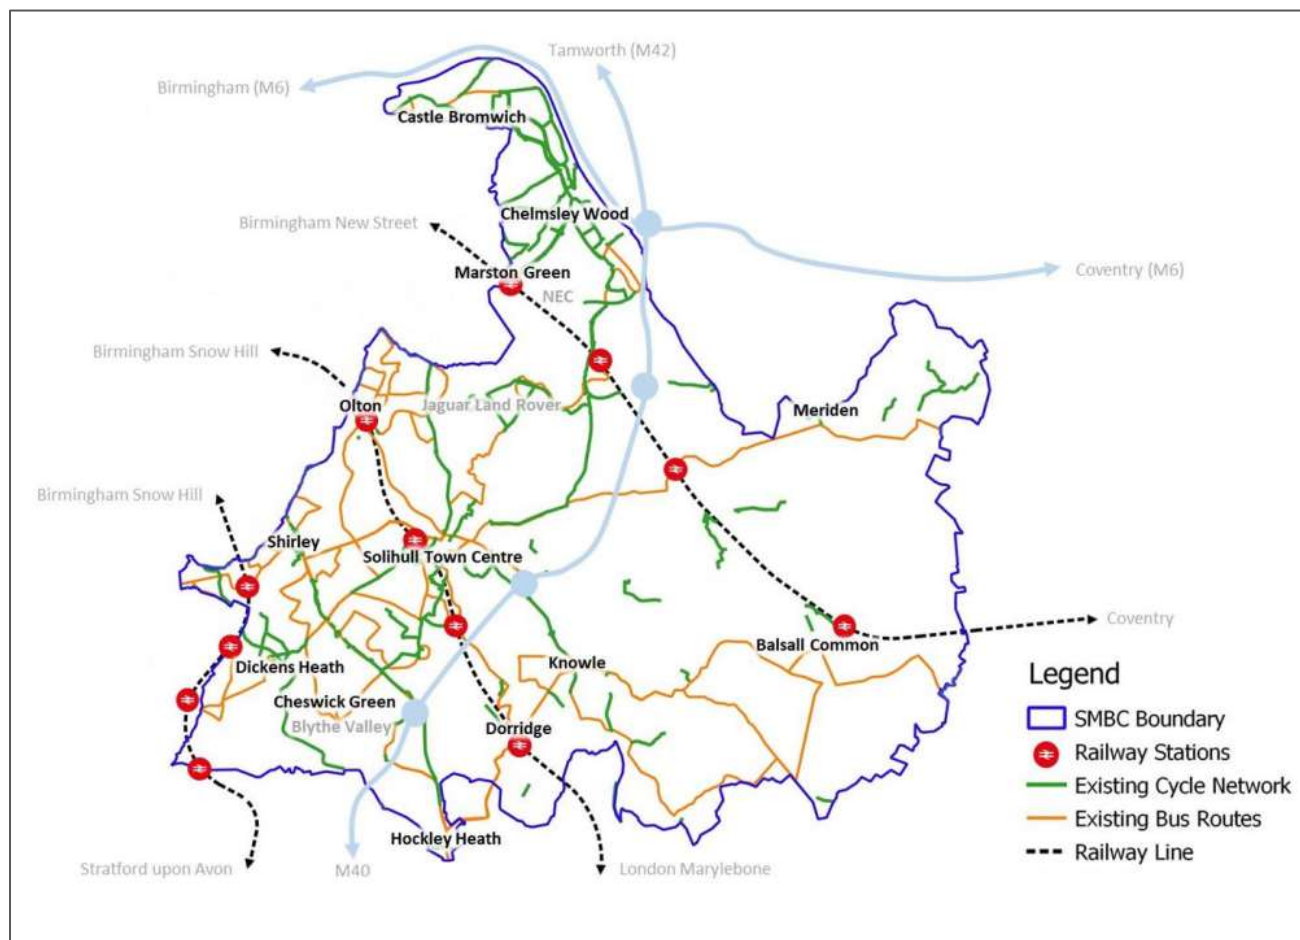 Tamworth (M42)
Birmingham (M6)
Castle Bromwich
Chelmsley Wood
Birmingham New Street
Marston Green
Coventry (M6)
NEC
Birmingham Snow Hill
Olton
Jaguar Land Rover
Meriden
Birmingham Snow Hill
Shirley
Solihull Town Centre
Coventry
Balsall Common
Dickens Heath
Knowle
Cheswick Green
Blythe Valley
Dorridge
Hockley Heath
Stratford upon Avon
M40
London Marylebone
Legend
SMBC Boundary
Railway Stations
Existing Cycle Network
Existing Bus Routes
Railway Line